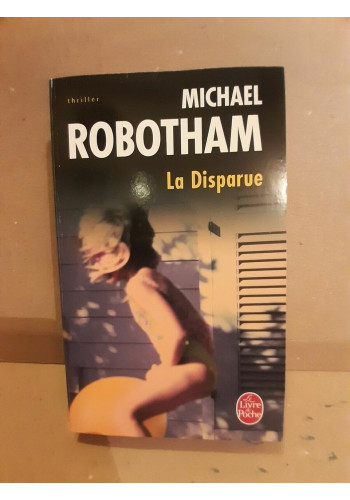 thriller
MICHAEL
ROBOTHAM
La Disparue
Le
Livre
de
Poche